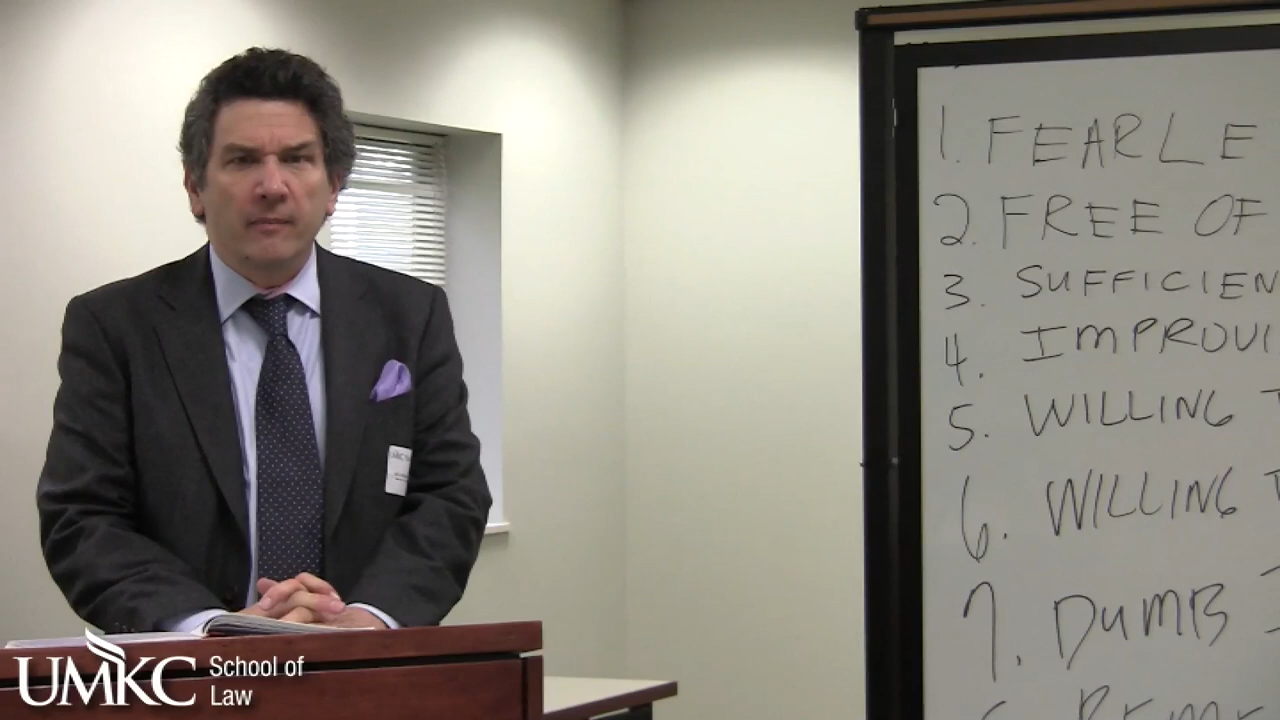 1. FEARLE
2. FREE OF
3. SUFFICIEN
4. IMPROVI
5. WILLING T
6. WILLING T
7. DUMB
UMKC School of
Law